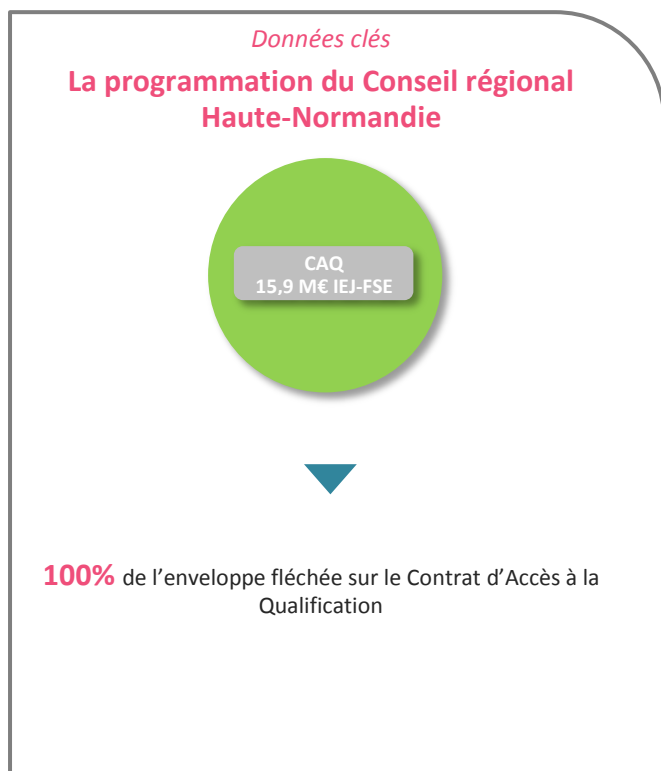 Données clés
La programmation du Conseil régional
Haute-Normandie
CAQ
15,9 M€ IEJ-FSE
100% de l’enveloppe fléchée sur le Contrat d’Accès à la
Qualification